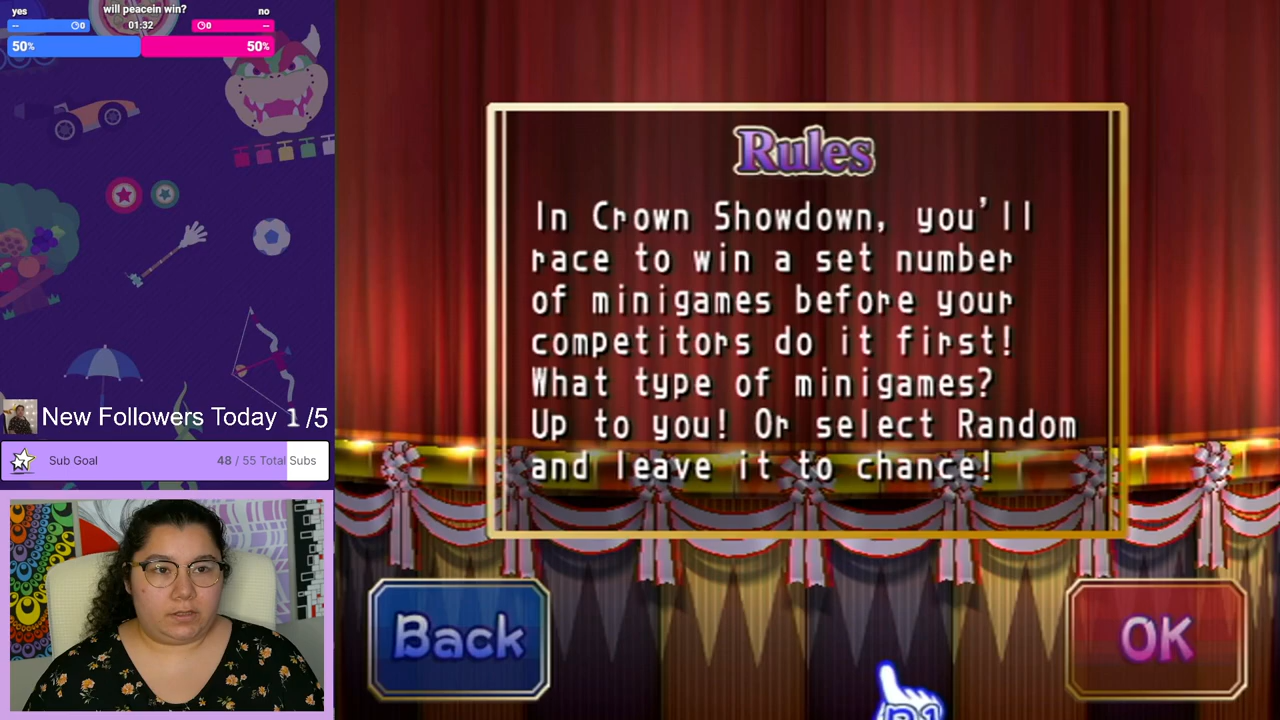 yes
will peacein win?
no
--
0
01:32
0
--
50%
50%
Rules
In Crown Showdown, you'll
race to win a set number
of minigames before your
competitors do it first!
What type of minigames?
Up to you! Or select Random
and leave it to chance!
New Followers Today 1 /5
Sub Goal
48 / 55 Total Subs
Back
OK
P1